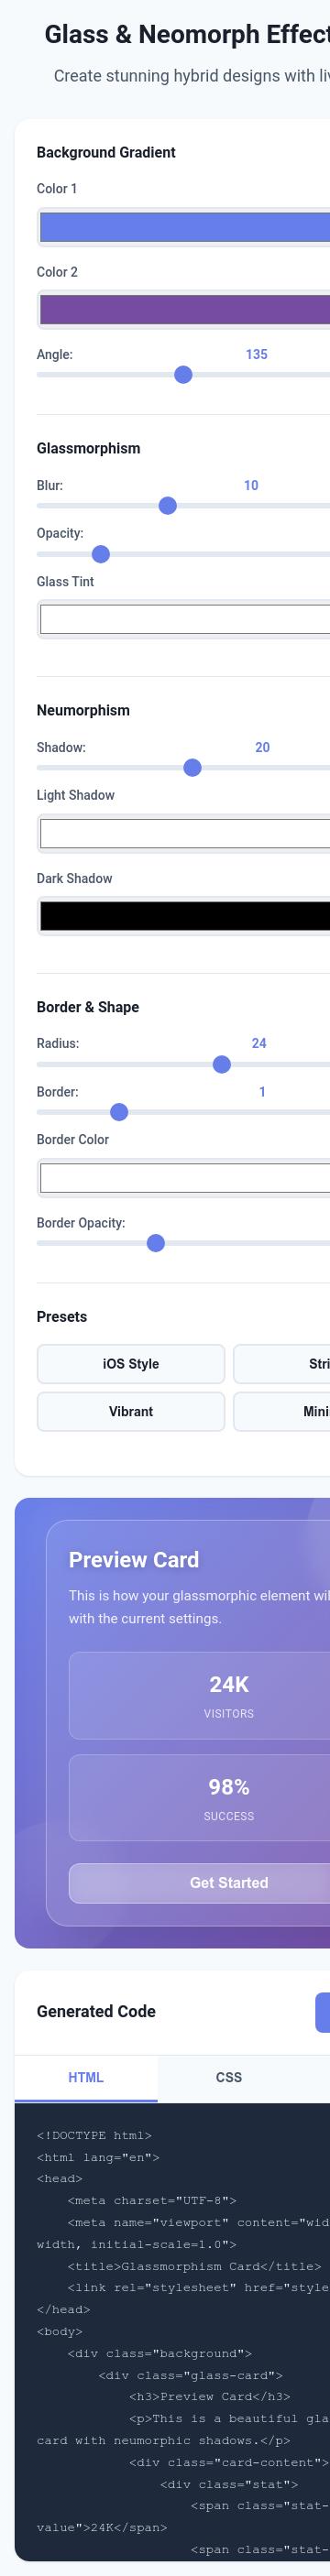 Glass & Neomorph Effect
Create stunning hybrid designs with
Background Gradient
Color 1
Color 2
Angle: 135
Glassmorphism
Blur: 10
Opacity:
Glass Tint
Neumorphism
Shadow: 20
Light Shadow
Dark Shadow
Border & Shape
Radius: 24
Border: 1
Border Color
Border Opacity:
Presets
iOS Style
Vibrant
Preview Card
This is how your glassmorphic element
with the current settings.
24K
VISITORS
98%
SUCCESS
Get Started
Generated Code
HTML CSS
<!DOCTYPE html>
<html lang="en">
<head>
<meta charset="UTF-8">
<meta name="viewport" content="wid
width, initial-scale=1.0">
<title>Glassmorphism Card</title>
<link rel="stylesheet" href="style
</head>
<body>
<div class="background">
<div class="glass-card">
<h3>Preview Card</h3>
<p>This is a beautiful gla
card with neumorphic shadows.</p>
<div class="card-content">
<div class="stat">
<span class="stat-
value">24K</span>
<span class="stat-